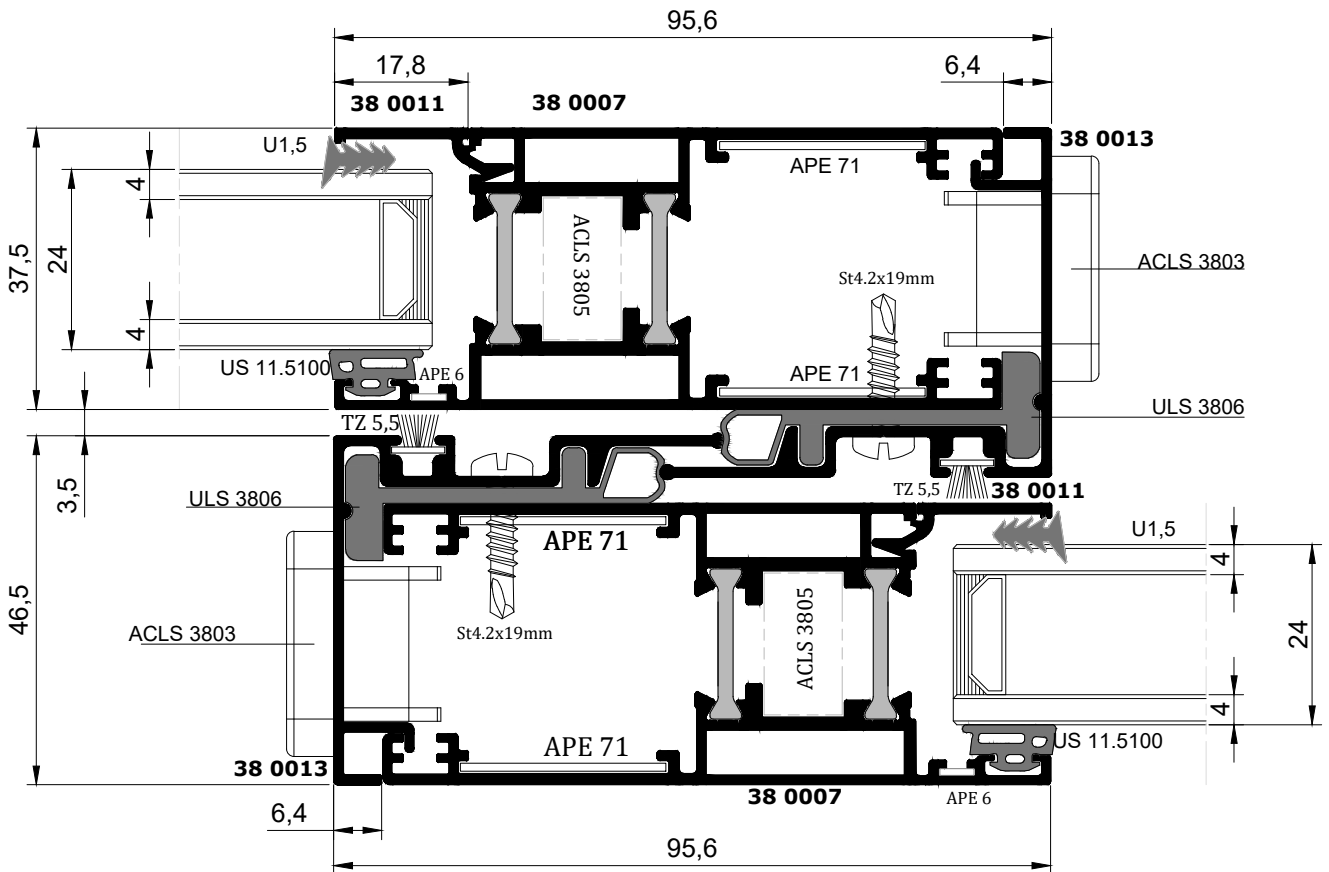 95,6
17,8
6,4
38 0011
38 0007
38 0013
U1,5
APE 71
4
37,5
24
ACLS 3805
ACLS 3803
St4.2x19mm
4
US 11.5100
APE 6
APE 71
ULS 3806
TZ 5,5
3,5
ULS 3806
TZ 5,5
38 0011
U1,5
APE 71
4
46,5
ACLS 3805
24
St4.2x19mm
ACLS 3803
4
APE 71
US 11.5100
38 0013
38 0007
APE 6
6,4
95,6